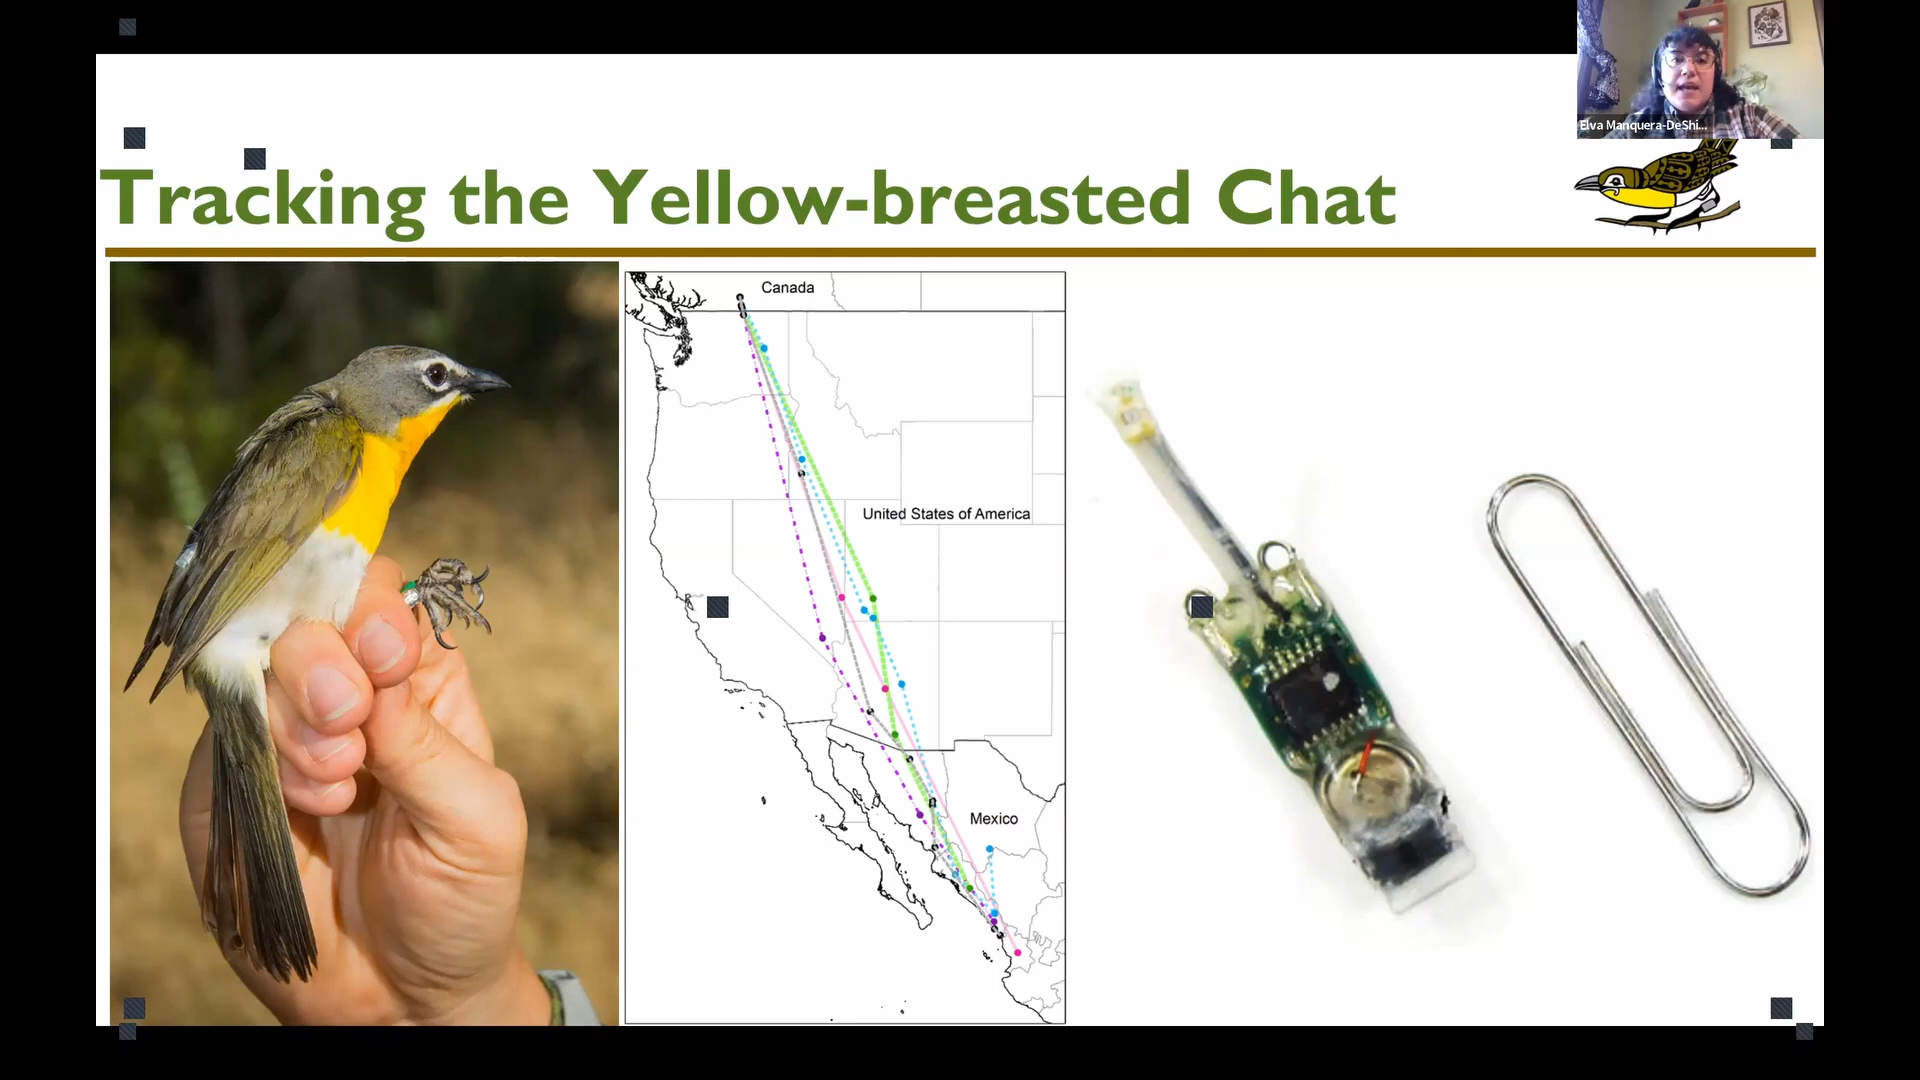 Elva Manquera-DeShi...
Tracking the Yellow-breasted Chat
Canada
United States of America
Mexico